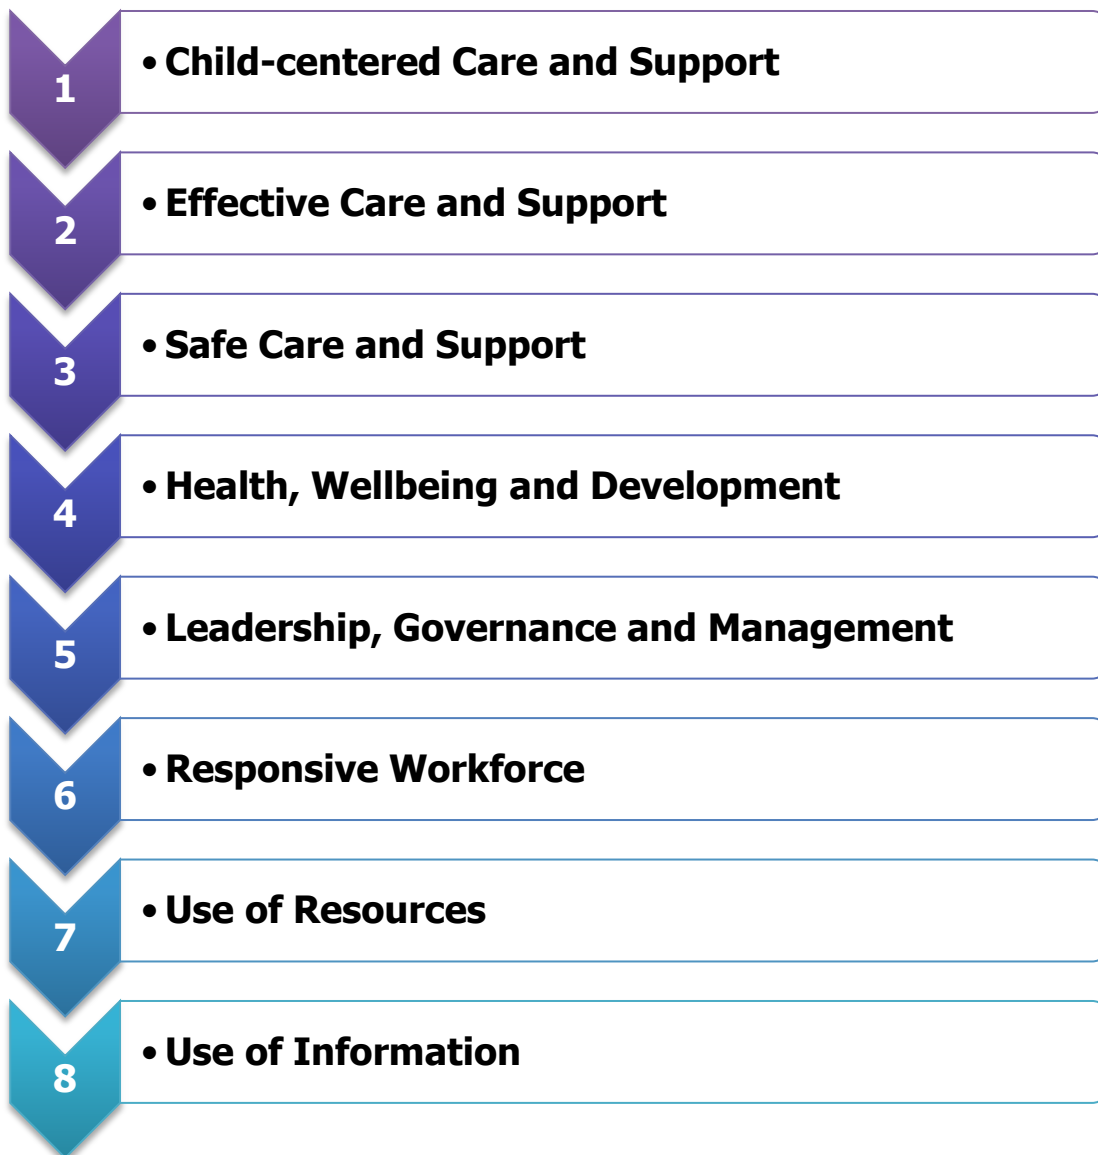 1
• Child-centered Care and Support
2
• Effective Care and Support
3
• Safe Care and Support
4
• Health, Wellbeing and Development
5
• Leadership, Governance and Management
6
• Responsive Workforce
7
• Use of Resources
8
• Use of Information